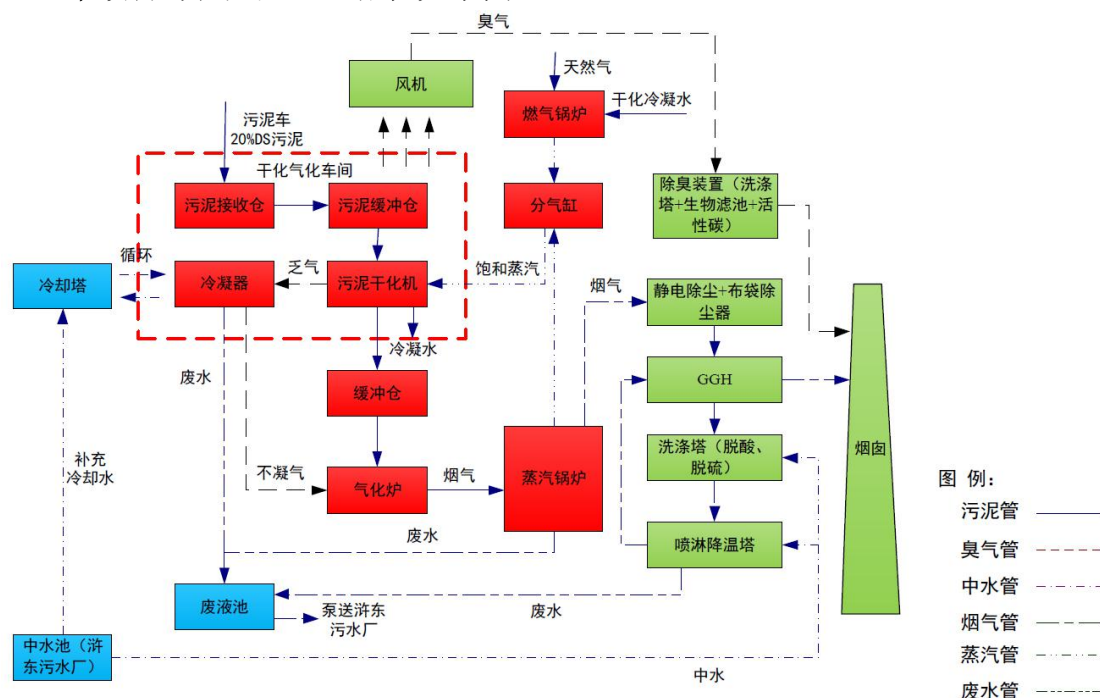 臭气
风机
天然气
燃气锅炉
干化冷凝水
污泥车
20%DS污泥
干化气化车间
污泥接收仓
污泥缓冲仓
分气缸
除臭装置（洗涤
塔+生物滤池+活
性碳）
循环
冷却塔
冷凝器
乏气
污泥干化机
饱和蒸汽
烟气
静电除尘+布袋除
尘器
冷凝水
废水
缓冲仓
GGH
烟囱
补充
冷却水
不凝气
气化炉
烟气
蒸汽锅炉
洗涤塔（脱酸、
脱硫）
废水
喷淋降温塔
废液池
泵送浒东
污水厂
废水
中水池（浒
东污水厂）
中水
图 例：
污泥管
臭气管
中水管
烟气管
蒸汽管
废水管